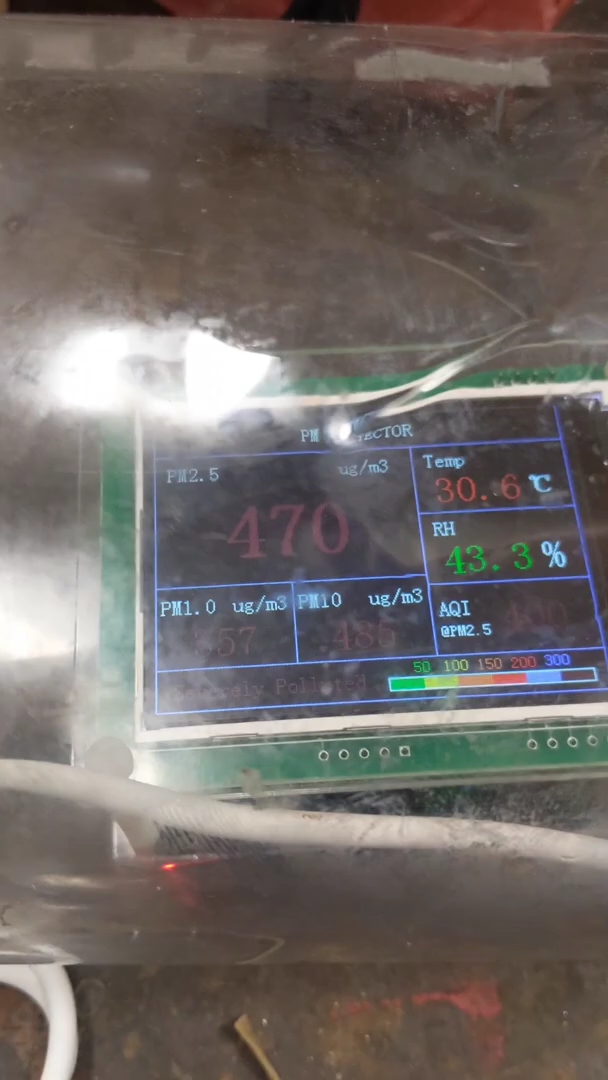 PM
PM2.5 ug/m3
470
Temp
30.6 ℃
RH
43.3 %
PM1.0 ug/m3
PM10 ug/m3
AQI
@PM2.5
Polluted
50 100 150 200 300